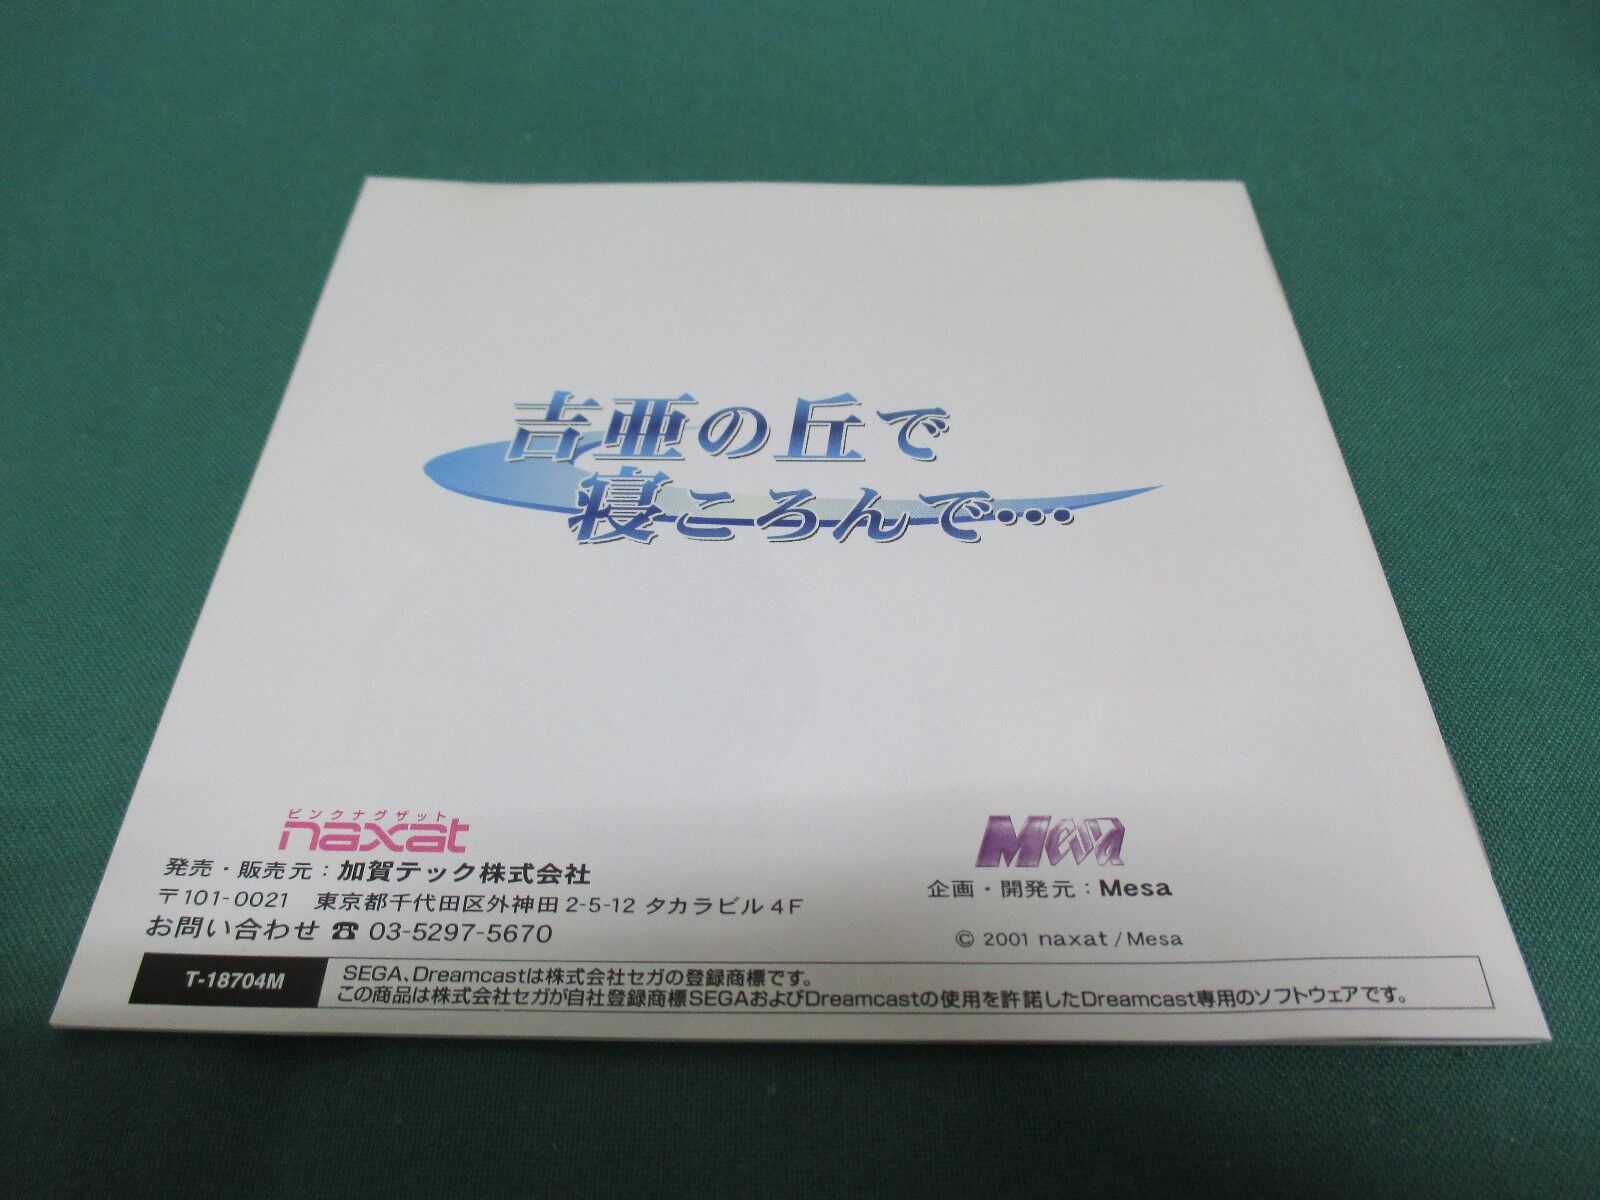 吉亜の丘で
寝ころんで…
ピンクナグザット
naxat
発売・販売元：加賀テック株式会社
〒101-0021　東京都千代田区外神田2-5-12 タカラビル4F
お問い合わせ ☎ 03-5297-5670
Mesa
企画・開発元：Mesa
© 2001 naxat / Mesa
T-18704M
SEGA、Dreamcastは株式会社セガの登録商標です。
この商品は株式会社セガが自社登録商標SEGAおよびDreamcastの使用を許諾したDreamcast専用のソフトウェアです。